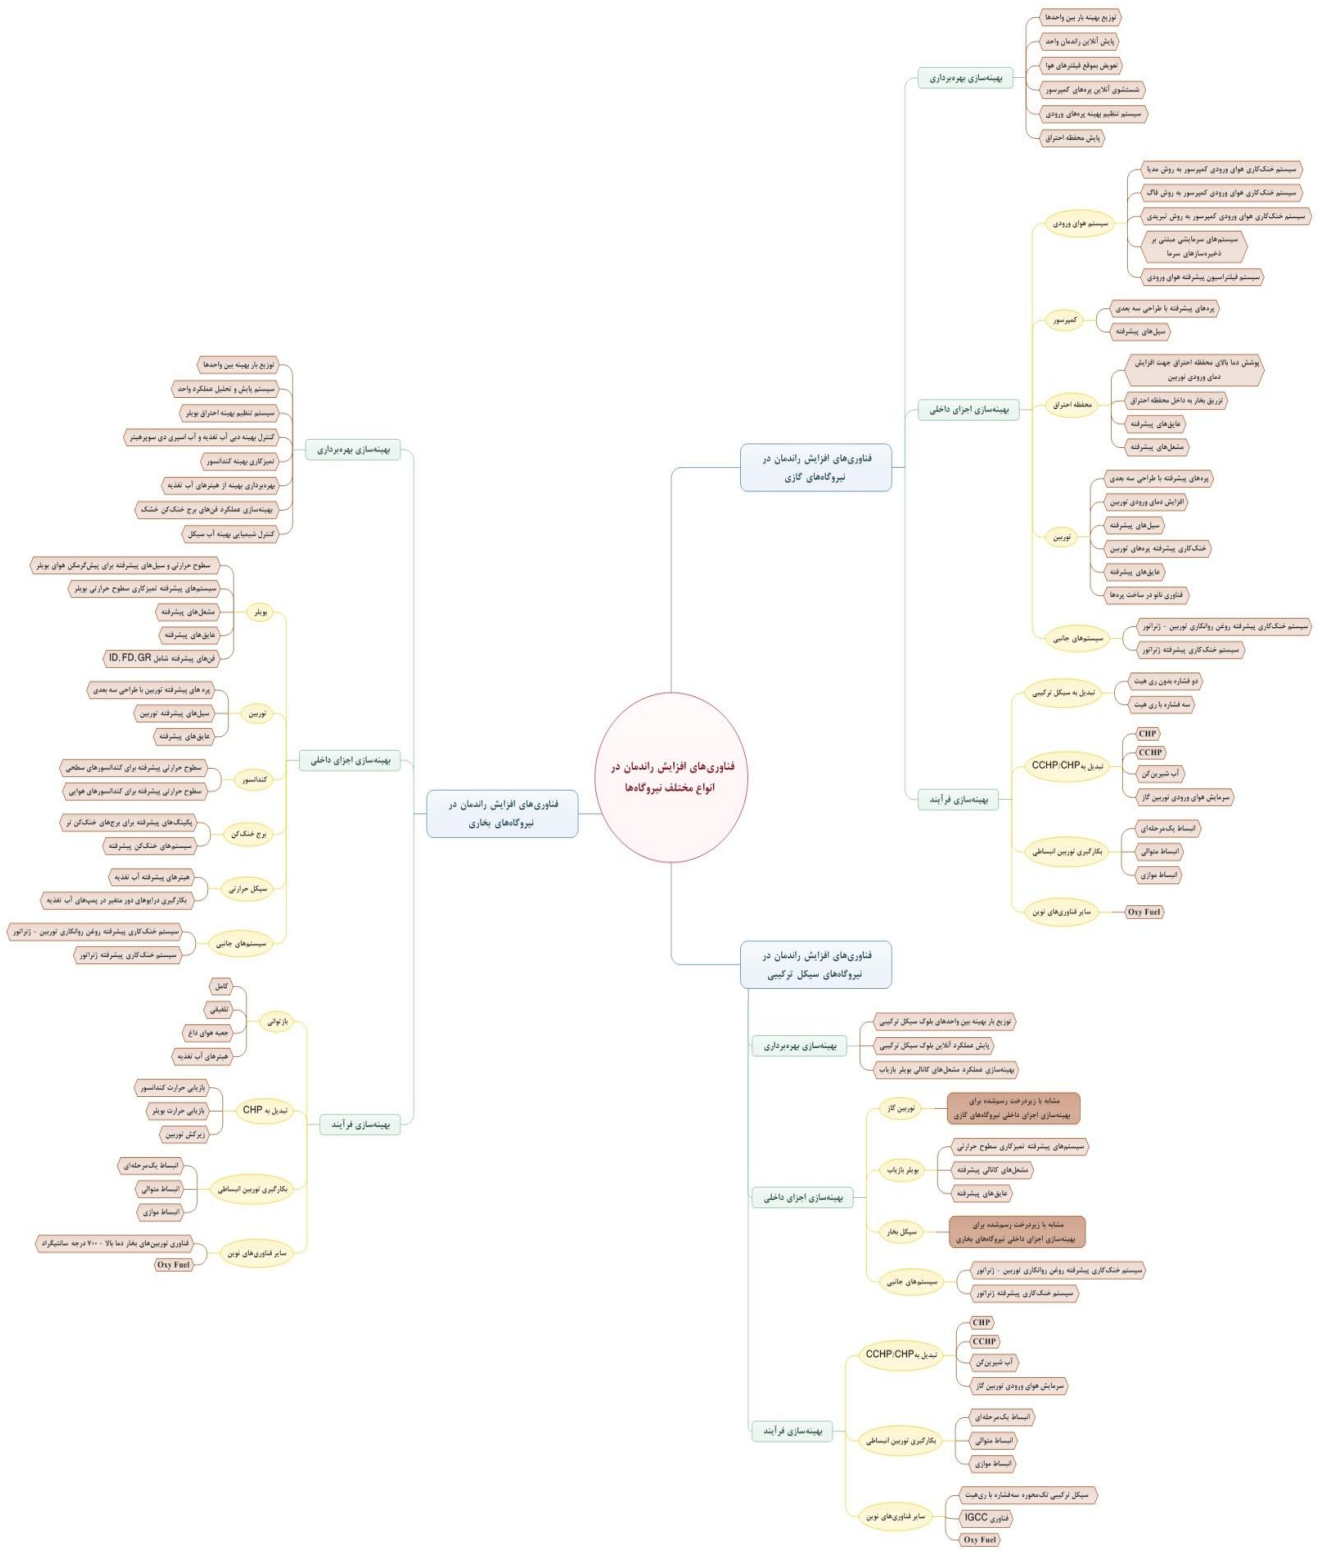 فناوری‌های افزایش راندمان در
انواع مختلف نیروگاه‌ها
فناوری‌های افزایش راندمان در
نیروگاه‌های گازی
بهینه‌سازی بهره‌برداری
توزیع بهینه بار بین واحدها
پایش آنلاین راندمان واحد
تعویض بموقع فیلترهای هوا
شستشوی آنلاین پره‌های کمپرسور
سیستم تنظیم بهینه پره‌های ورودی
پایش محفظه احتراق
بهینه‌سازی اجزای داخلی
سیستم هوای ورودی
سیستم خنک‌کاری هوای ورودی کمپرسور به روش مدیا
سیستم خنک‌کاری هوای ورودی کمپرسور به روش فاگ
سیستم خنک‌کاری هوای ورودی کمپرسور به روش تبریدی
سیستم‌های سرمایشی مبتنی بر
ذخیره‌سازهای سرما
سیستم فیلتراسیون پیشرفته هوای ورودی
کمپرسور
پره‌های پیشرفته با طراحی سه بعدی
سیل‌های پیشرفته
محفظه احتراق
پوشش دما بالای محفظه احتراق جهت افزایش
دمای ورودی توربین
تزریق بخار به داخل محفظه احتراق
عایق‌های پیشرفته
مشعل‌های پیشرفته
توربین
پره‌های پیشرفته با طراحی سه بعدی
افزایش دمای ورودی توربین
سیل‌های پیشرفته
خنک‌کاری پیشرفته پره‌های توربین
عایق‌های پیشرفته
فناوری نانو در ساخت پره‌ها
سیستم‌های جانبی
سیستم خنک‌کاری پیشرفته روغن روانکاری توربین - ژنراتور
سیستم خنک‌کاری پیشرفته ژنراتور
بهینه‌سازی فرآیند
تبدیل به سیکل ترکیبی
دو فشاره بدون ری هیت
سه فشاره با ری هیت
تبدیل به CCHP/CHP
CHP
CCHP
آب شیرین‌کن
سرمایش هوای ورودی توربین گاز
بکارگیری توربین انبساطی
انبساط یک‌مرحله‌ای
انبساط متوالی
انبساط موازی
سایر فناوری‌های نوین
Oxy Fuel
فناوری‌های افزایش راندمان در
نیروگاه‌های بخاری
بهینه‌سازی بهره‌برداری
توزیع بار بهینه بین واحدها
سیستم پایش و تحلیل عملکرد واحد
سیستم تنظیم بهینه احتراق بویلر
کنترل بهینه دبی آب تغذیه و آب اسپری دی سوپرهیتر
تمیزکاری بهینه کندانسور
بهره‌برداری بهینه از هیترهای آب تغذیه
بهینه‌سازی عملکرد فن‌های برج خنک‌کن خشک
کنترل شیمیایی بهینه آب سیکل
بهینه‌سازی اجزای داخلی
بویلر
سطوح حرارتی و سیل‌های پیشرفته برای پیش‌گرمکن هوای بویلر
سیستم‌های پیشرفته تمیزکاری سطوح حرارتی بویلر
مشعل‌های پیشرفته
عایق‌های پیشرفته
فن‌های پیشرفته شامل ID, FD, GR
توربین
پره های پیشرفته توربین با طراحی سه بعدی
سیل‌های پیشرفته توربین
عایق‌های پیشرفته
کندانسور
سطوح حرارتی پیشرفته برای کندانسورهای سطحی
سطوح حرارتی پیشرفته برای کندانسورهای هوایی
برج خنک‌کن
پکینگ‌های پیشرفته برای برج‌های خنک‌کن تر
سیستم‌های خنک‌کن پیشرفته
سیکل حرارتی
هیترهای پیشرفته آب تغذیه
بکارگیری درایوهای دور متغیر در پمپ‌های آب تغذیه
سیستم‌های جانبی
سیستم خنک‌کاری پیشرفته روغن روانکاری توربین - ژنراتور
سیستم خنک‌کاری پیشرفته ژنراتور
بهینه‌سازی فرآیند
بازتوانی
کامل
تلفیقی
جعبه هوای داغ
هیترهای آب تغذیه
تبدیل به CHP
بازیابی حرارت کندانسور
بازیابی حرارت بویلر
زیرکش توربین
بکارگیری توربین انبساطی
انبساط یک‌مرحله‌ای
انبساط متوالی
انبساط موازی
سایر فناوری‌های نوین
فناوری توربین‌های بخار دما بالا - ۷۰۰ درجه سانتیگراد
Oxy Fuel
فناوری‌های افزایش راندمان در
نیروگاه‌های سیکل ترکیبی
بهینه‌سازی بهره‌برداری
توزیع بار بهینه بین واحدهای بلوک سیکل ترکیبی
پایش عملکرد آنلاین بلوک سیکل ترکیبی
بهینه‌سازی عملکرد مشعل‌های کانالی بویلر بازیاب
بهینه‌سازی اجزای داخلی
توربین گاز
مشابه با زیردرخت رسم‌شده برای
بهینه‌سازی اجزای داخلی نیروگاه‌های گازی
بویلر بازیاب
سیستم‌های پیشرفته تمیزکاری سطوح حرارتی
مشعل‌های کانالی پیشرفته
عایق‌های پیشرفته
سیکل بخار
مشابه با زیردرخت رسم‌شده برای
بهینه‌سازی اجزای داخلی نیروگاه‌های بخاری
سیستم‌های جانبی
سیستم خنک‌کاری پیشرفته روغن روانکاری توربین - ژنراتور
سیستم خنک‌کاری پیشرفته ژنراتور
بهینه‌سازی فرآیند
تبدیل به CCHP/CHP
CHP
CCHP
آب شیرین‌کن
سرمایش هوای ورودی توربین گاز
بکارگیری توربین انبساطی
انبساط یک‌مرحله‌ای
انبساط متوالی
انبساط موازی
سایر فناوری‌های نوین
سیکل ترکیبی تک‌محوره سه‌فشاره با ری‌هیت
فناوری IGCC
Oxy Fuel